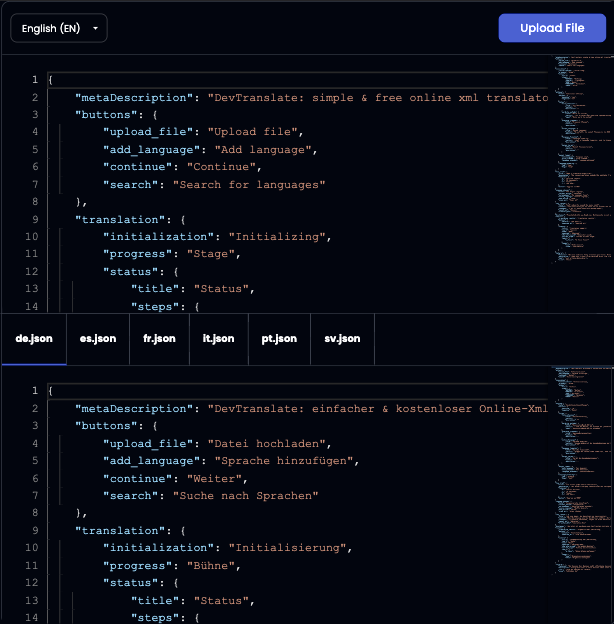 English (EN)
Upload File
1 {
2 "metaDescription": "DevTranslate: simple & free online xml translato
3 "buttons": {
4 "upload_file": "Upload file",
5 "add_language": "Add language",
6 "continue": "Continue",
7 "search": "Search for languages"
8 },
9 "translation": {
10 "initialization": "Initializing",
11 "progress": "Stage",
12 "status": {
13 "title": "Status",
14 "steps": {
de.json es.json fr.json it.json pt.json sv.json
1 {
2 "metaDescription": "DevTranslate: einfacher & kostenloser Online-Xml
3 "buttons": {
4 "upload_file": "Datei hochladen",
5 "add_language": "Sprache hinzufügen",
6 "continue": "Weiter",
7 "search": "Suche nach Sprachen"
8 },
9 "translation": {
10 "initialization": "Initialisierung",
11 "progress": "Bühne",
12 "status": {
13 "title": "Status",
14 "steps": {